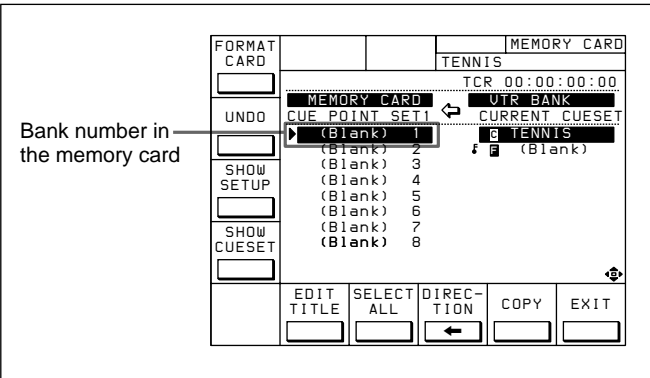 Bank number in
the memory card
FORMAT
CARD
UNDO
SHOW
SETUP
SHOW
CUESET
MEMORY CARD
TENNIS
TCR 00:00:00:00
MEMORY CARD
CUE POINT SET1
VTR BANK
CURRENT CUESET
(Blank) 1
(Blank) 2
(Blank) 3
(Blank) 4
(Blank) 5
(Blank) 6
(Blank) 7
(Blank) 8
C TENNIS
F (Blank)
EDIT
TITLE
SELECT
ALL
DIREC-
TION
COPY
EXIT